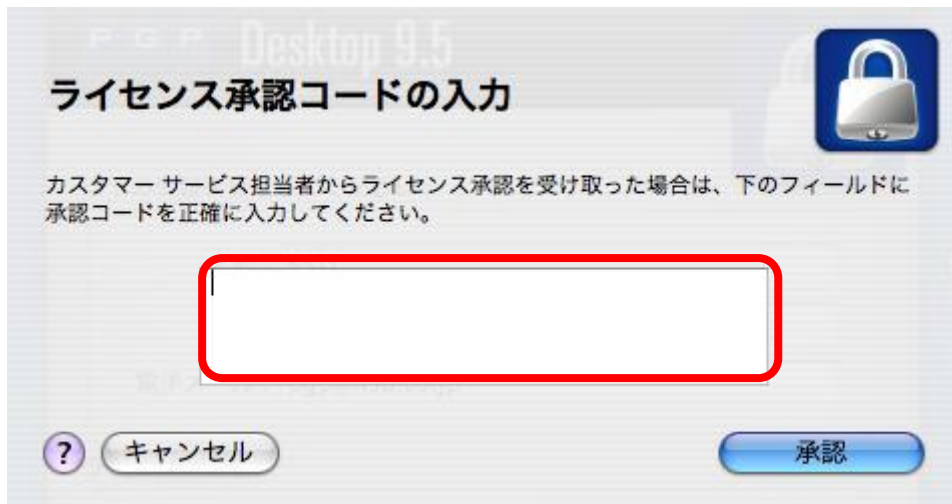 PGP Desktop 9.5
ライセンス承認コードの入力
カスタマー サービス担当者からライセンス承認を受け取った場合は、下のフィールドに
承認コードを正確に入力してください。
? キャンセル 承認